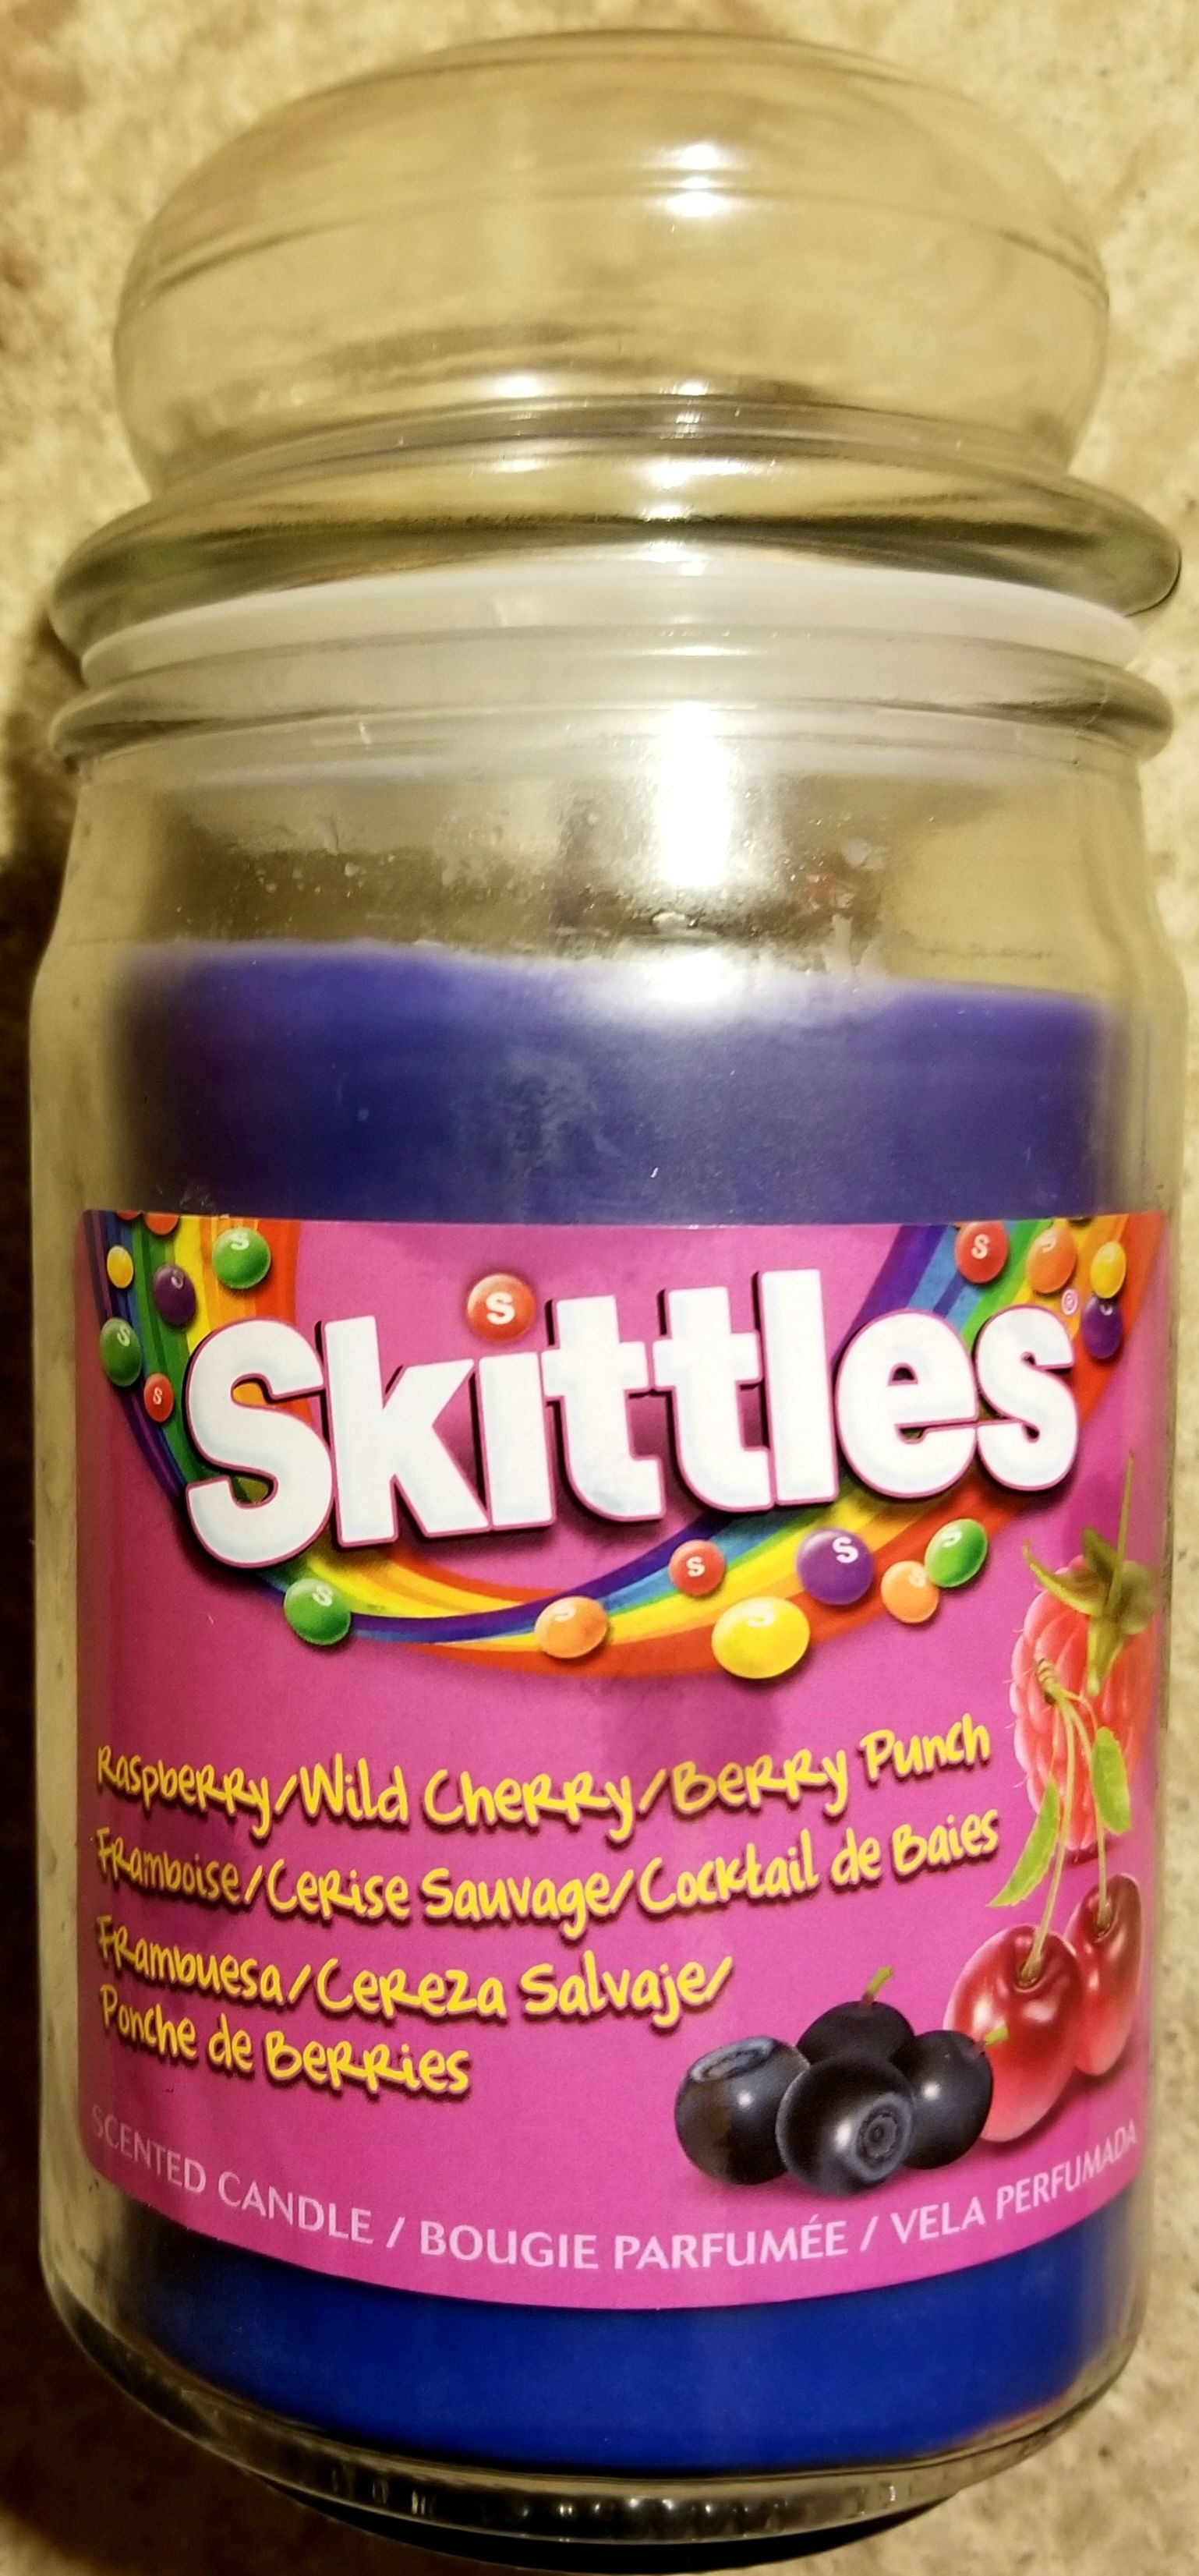 Skittles®
Raspberry/Wild Cherry/Berry Punch
Framboise/Cerise Sauvage/Cocktail de Baies
Frambuesa/Cereza Salvaje/
Ponche de Berries
SCENTED CANDLE / BOUGIE PARFUMÉE / VELA PERFUMADA